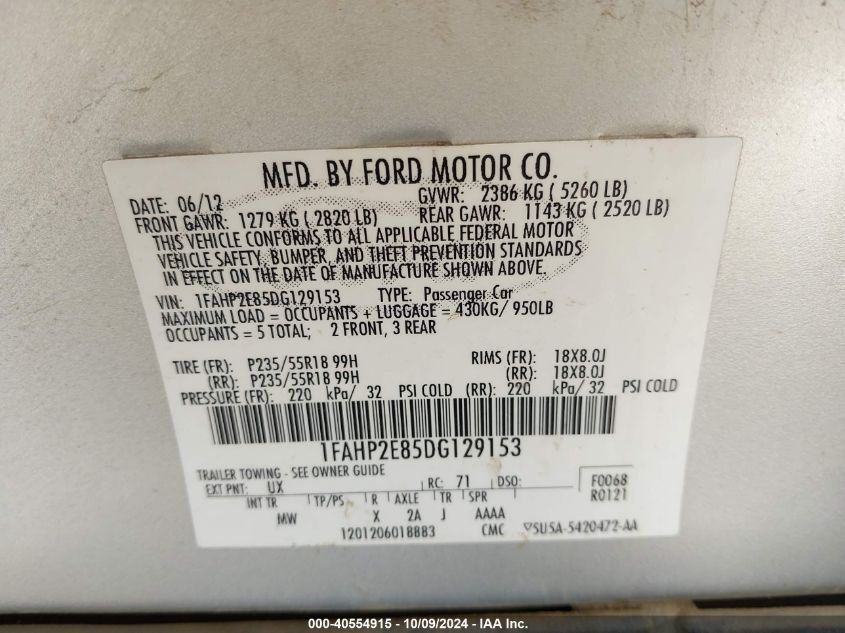 MFD. BY FORD MOTOR CO.
DATE: 06/12 GVWR: 2386 KG ( 5260 LB)
FRONT GAWR: 1279 KG ( 2820 LB) REAR GAWR: 1143 KG ( 2520 LB)
THIS VEHICLE CONFORMS TO ALL APPLICABLE FEDERAL MOTOR
VEHICLE SAFETY, BUMPER, AND THEFT PREVENTION STANDARDS
IN EFFECT ON THE DATE OF MANUFACTURE SHOWN ABOVE.
VIN: 1FAHP2E85DG129153 TYPE: Passenger Car
MAXIMUM LOAD = OCCUPANTS + LUGGAGE = 430KG/ 950LB
OCCUPANTS = 5 TOTAL; 2 FRONT, 3 REAR
TIRE (FR): P235/55R18 99H RIMS (FR): 18X8.0J
(RR): P235/55R18 99H (RR): 18X8.0J
PRESSURE (FR): 220 kPa/ 32 PSI COLD (RR): 220 kPa/ 32 PSI COLD
1FAHP2E85DG129153
TRAILER TOWING - SEE OWNER GUIDE
EXT PNT: UX RC: 71 DSO: F0068
R0121
INT TR TP/PS R AXLE TR SPR
MW X 2A J AAAA
1201206018883 CMC ▽5U5A-5420472-AA
000-40554915 - 10/09/2024 - IAA Inc.